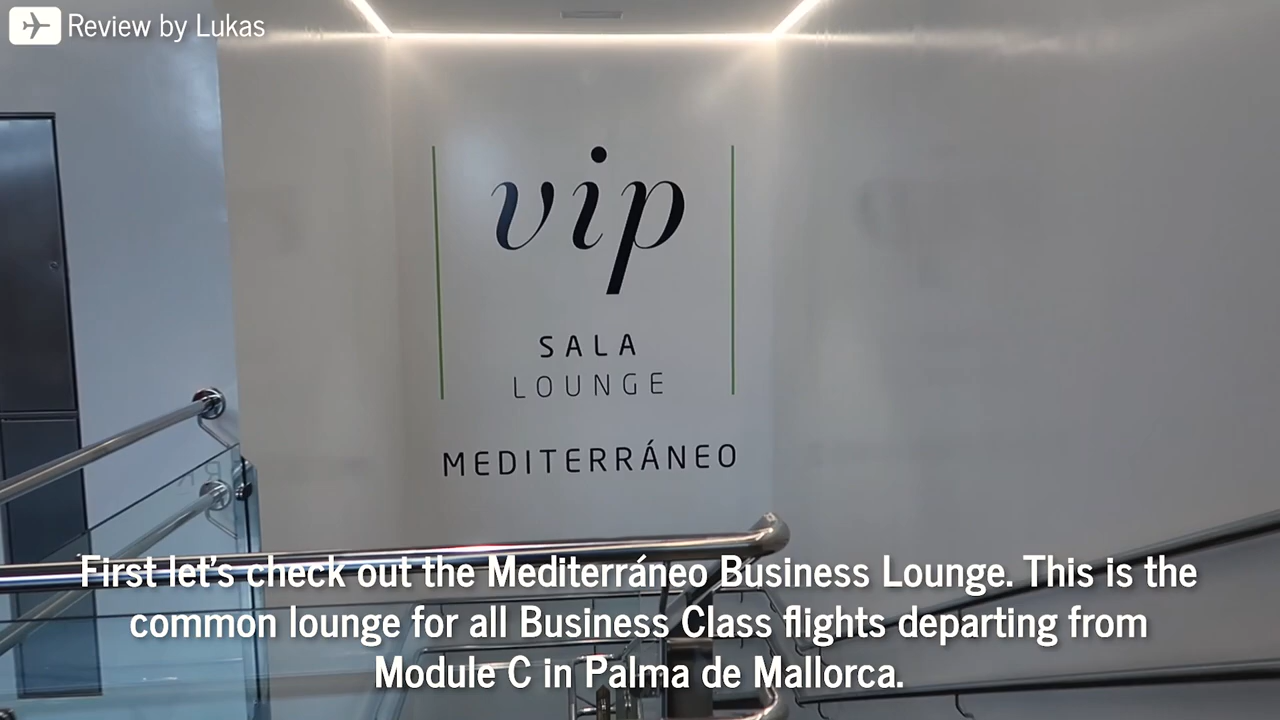 Review by Lukas
vip
SALA
LOUNGE
MEDITERRÁNEO
First let's check out the Mediterráneo Business Lounge. This is the
common lounge for all Business Class flights departing from
Module C in Palma de Mallorca.